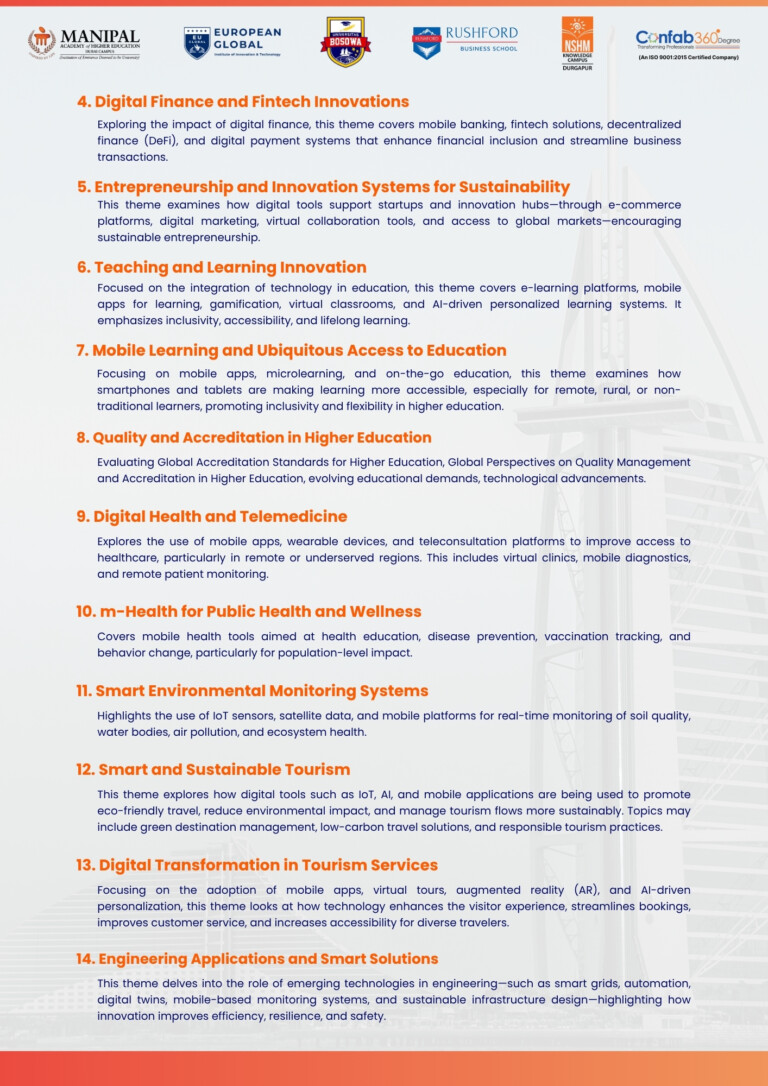 MANIPAL
ACADEMY of HIGHER EDUCATION
DUBAI CAMPUS
(Institution of Eminence Deemed to be University)
EU
GLOBAL
EUROPEAN
GLOBAL
Institute of Innovation & Technology
UNIVERSITAS
BOSOWA
RUSHFORD
RUSHFORD
BUSINESS SCHOOL
NSHM
KNOWLEDGE
CAMPUS
DURGAPUR
Confab360Degree
Transforming Professionals
(An ISO 9001:2015 Certified Company)
4. Digital Finance and Fintech Innovations
Exploring the impact of digital finance, this theme covers mobile banking, fintech solutions, decentralized
finance (DeFi), and digital payment systems that enhance financial inclusion and streamline business
transactions.
5. Entrepreneurship and Innovation Systems for Sustainability
This theme examines how digital tools support startups and innovation hubs—through e-commerce
platforms, digital marketing, virtual collaboration tools, and access to global markets—encouraging
sustainable entrepreneurship.
6. Teaching and Learning Innovation
Focused on the integration of technology in education, this theme covers e-learning platforms, mobile
apps for learning, gamification, virtual classrooms, and AI-driven personalized learning systems. It
emphasizes inclusivity, accessibility, and lifelong learning.
7. Mobile Learning and Ubiquitous Access to Education
Focusing on mobile apps, microlearning, and on-the-go education, this theme examines how
smartphones and tablets are making learning more accessible, especially for remote, rural, or non-
traditional learners, promoting inclusivity and flexibility in higher education.
8. Quality and Accreditation in Higher Education
Evaluating Global Accreditation Standards for Higher Education, Global Perspectives on Quality Management
and Accreditation in Higher Education, evolving educational demands, technological advancements.
9. Digital Health and Telemedicine
Explores the use of mobile apps, wearable devices, and teleconsultation platforms to improve access to
healthcare, particularly in remote or underserved regions. This includes virtual clinics, mobile diagnostics,
and remote patient monitoring.
10. m-Health for Public Health and Wellness
Covers mobile health tools aimed at health education, disease prevention, vaccination tracking, and
behavior change, particularly for population-level impact.
11. Smart Environmental Monitoring Systems
Highlights the use of IoT sensors, satellite data, and mobile platforms for real-time monitoring of soil quality,
water bodies, air pollution, and ecosystem health.
12. Smart and Sustainable Tourism
This theme explores how digital tools such as IoT, AI, and mobile applications are being used to promote
eco-friendly travel, reduce environmental impact, and manage tourism flows more sustainably. Topics may
include green destination management, low-carbon travel solutions, and responsible tourism practices.
13. Digital Transformation in Tourism Services
Focusing on the adoption of mobile apps, virtual tours, augmented reality (AR), and AI-driven
personalization, this theme looks at how technology enhances the visitor experience, streamlines bookings,
improves customer service, and increases accessibility for diverse travelers.
14. Engineering Applications and Smart Solutions
This theme delves into the role of emerging technologies in engineering—such as smart grids, automation,
digital twins, mobile-based monitoring systems, and sustainable infrastructure design—highlighting how
innovation improves efficiency, resilience, and safety.